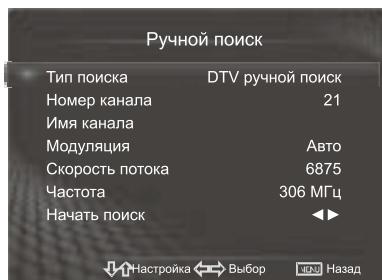 Ручной поиск
Тип поиска DTV ручной поиск
Номер канала 21
Имя канала
Модуляция Авто
Скорость потока 6875
Частота 306 МГц
Начать поиск ◀▶
Настройка Выбор MENU Назад